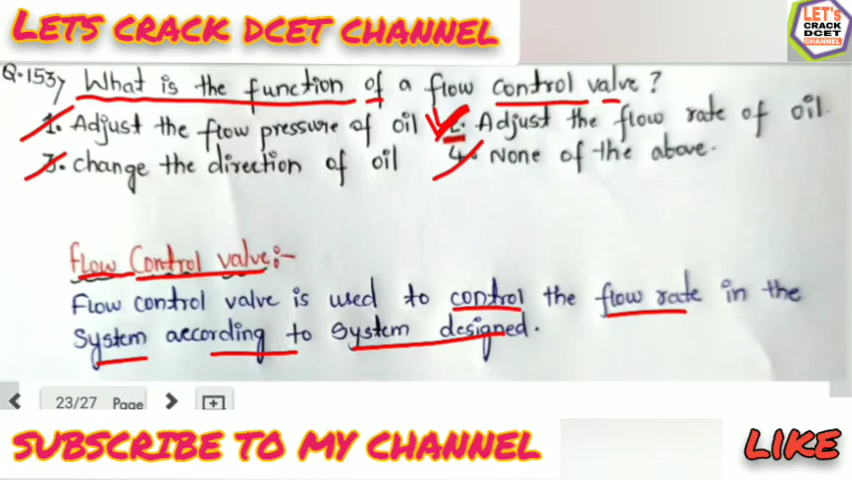 LETS CRACK DCET CHANNEL
LET'S
CRACK
DCET
CHANNEL
Q.153, What is the function of a flow control valve?
1. Adjust the flow pressure of oil 2. Adjust the flow rate of oil.
3. change the direction of oil 4. None of the above.
Flow Control valve:-
Flow control valve is used to control the flow rate in the
System according to System designed.
< 23/27 Page > +
SUBSCRIBE TO MY CHANNEL
LIKE